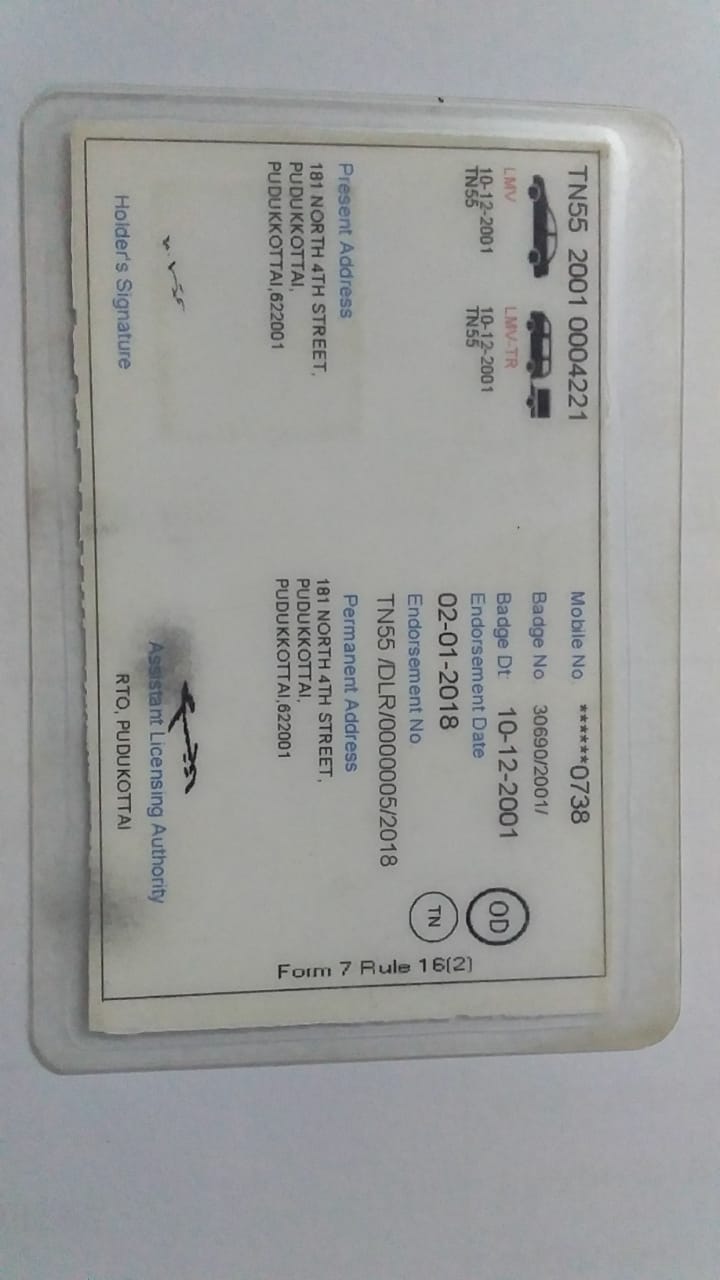 TN55 2001 0004221
LMV LMV-TR
10-12-2001 10-12-2001
TN55 TN55
Mobile No. ******0738
Badge No 30690/2001/
Badge Dt 10-12-2001
Endorsement Date
02-01-2018
Endorsement No
TN55 /DLR/0000005/2018
OD
TN
Present Address
181 NORTH 4TH STREET,
PUDUKKOTTAI,
PUDUKKOTTAI,622001
Permanent Address
181 NORTH 4TH STREET,
PUDUKKOTTAI,
PUDUKKOTTAI,622001
Holder's Signature
Assistant Licensing Authority
RTO, PUDUKOTTAI
Form 7 Rule 16(2)